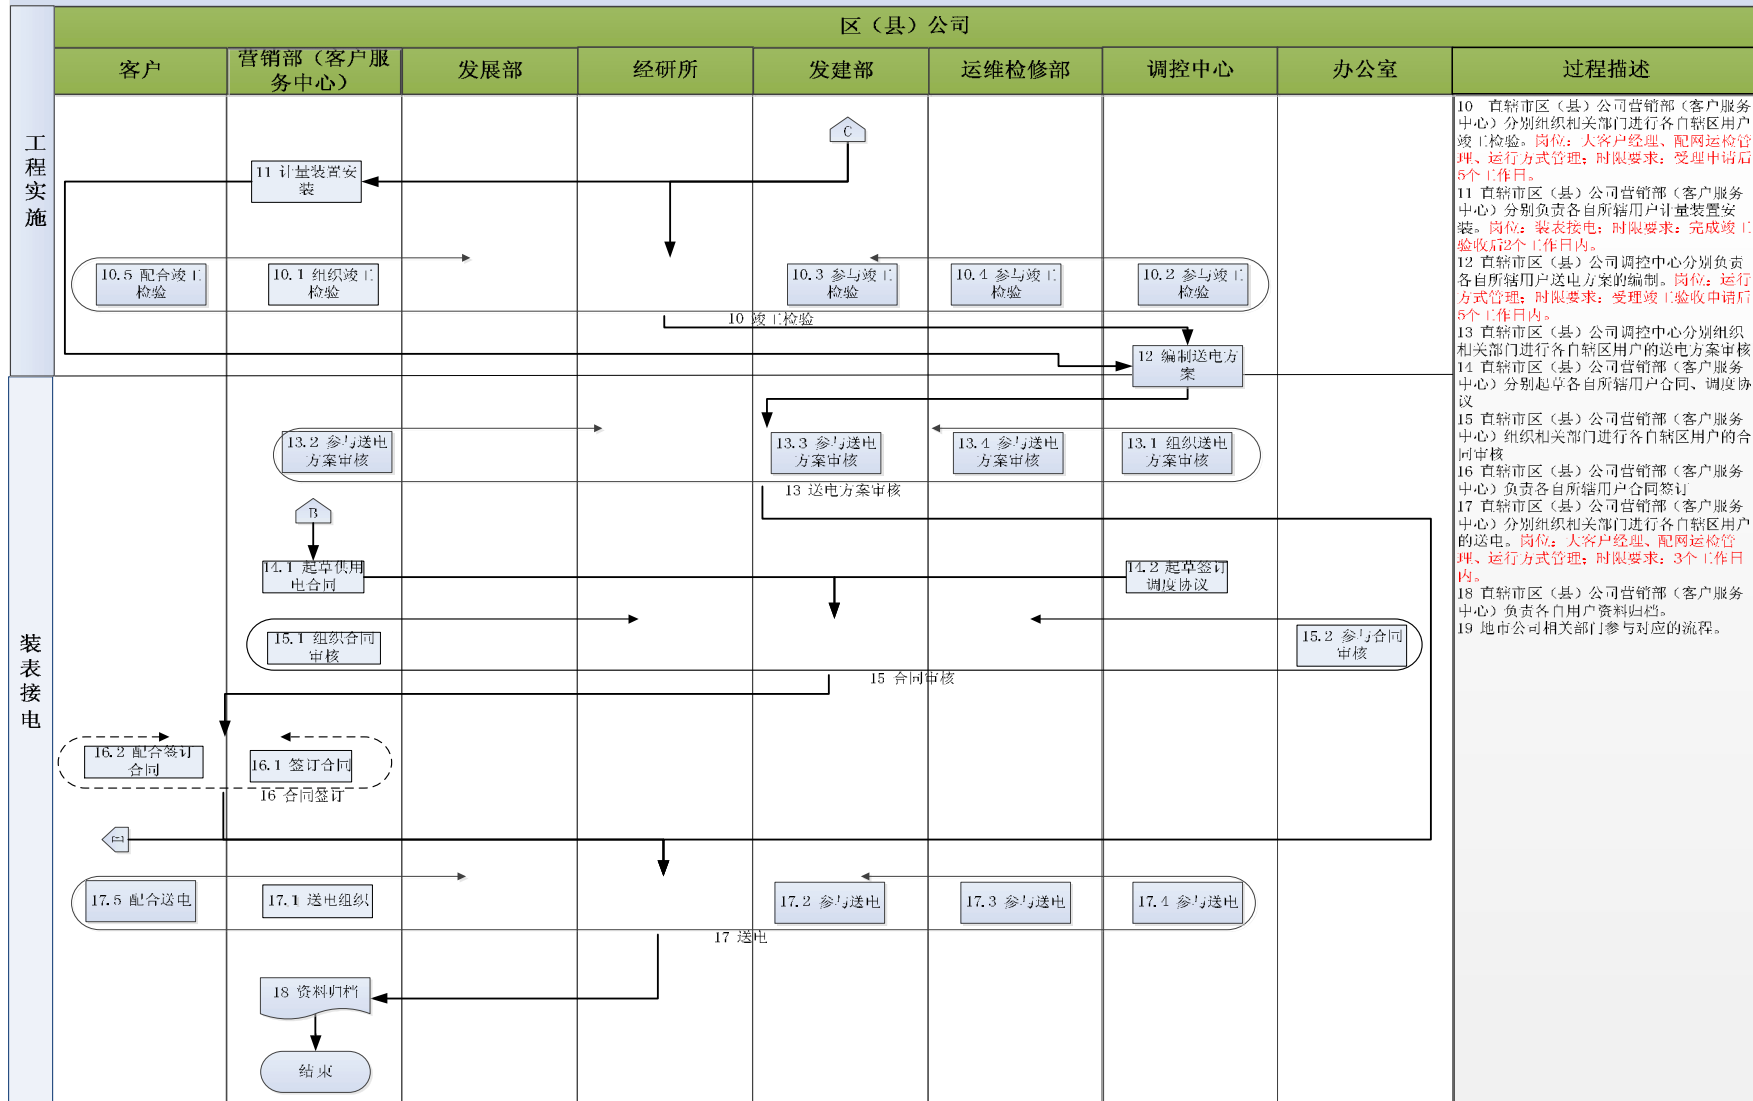 区（县）公司
客户
营销部（客户服
务中心）
发展部
经研所
发建部
运维检修部
调控中心
办公室
过程描述
工程实施
C
11 计量装置安
装
10.5 配合竣工
检验
10.1 组织竣工
检验
10.3 参与竣工
检验
10.4 参与竣工
检验
10.2 参与竣工
检验
10 竣工检验
12 编制送电方
案
装表接电
13.2 参与送电
方案审核
13.3 参与送电
方案审核
13.4 参与送电
方案审核
13.1 组织送电
方案审核
13 送电方案审核
B
14.1 起草供用
电合同
14.2 起草签订
调度协议
15.1 组织合同
审核
15.2 参与合同
审核
15 合同审核
16.2 配合签订
合同
16.1 签订合同
16 合同签订
17.5 配合送电
17.1 送电组织
17.2 参与送电
17.3 参与送电
17.4 参与送电
17 送电
18 资料归档
结束
10 直辖市区（县）公司营销部（客户服务
中心）分别组织相关部门进行各自辖区用户
竣工检验。岗位：大客户经理、配网运检管
理、运行方式管理；时限要求：受理申请后
5个工作日。
11 直辖市区（县）公司营销部（客户服务
中心）分别负责各自所辖用户计量装置安
装。岗位：装表接电；时限要求：完成竣工
验收后2个工作日内。
12 直辖市区（县）公司调控中心分别负责
各自所辖用户送电方案的编制。岗位：运行
方式管理；时限要求：受理竣工验收申请后
5个工作日内。
13 直辖市区（县）公司调控中心分别组织
相关部门进行各自辖区用户的送电方案审核
14 直辖市区（县）公司营销部（客户服务
中心）分别起草各自所辖用户合同、调度协
议
15 直辖市区（县）公司营销部（客户服务
中心）组织相关部门进行各自辖区用户的合
同审核
16 直辖市区（县）公司营销部（客户服务
中心）负责各自所辖用户合同签订
17 直辖市区（县）公司营销部（客户服务
中心）分别组织相关部门进行各自辖区用户
的送电。岗位：大客户经理、配网运检管
理、运行方式管理；时限要求：3个工作日
内。
18 直辖市区（县）公司营销部（客户服务
中心）负责各自用户资料归档。
19 地市公司相关部门参与对应的流程。